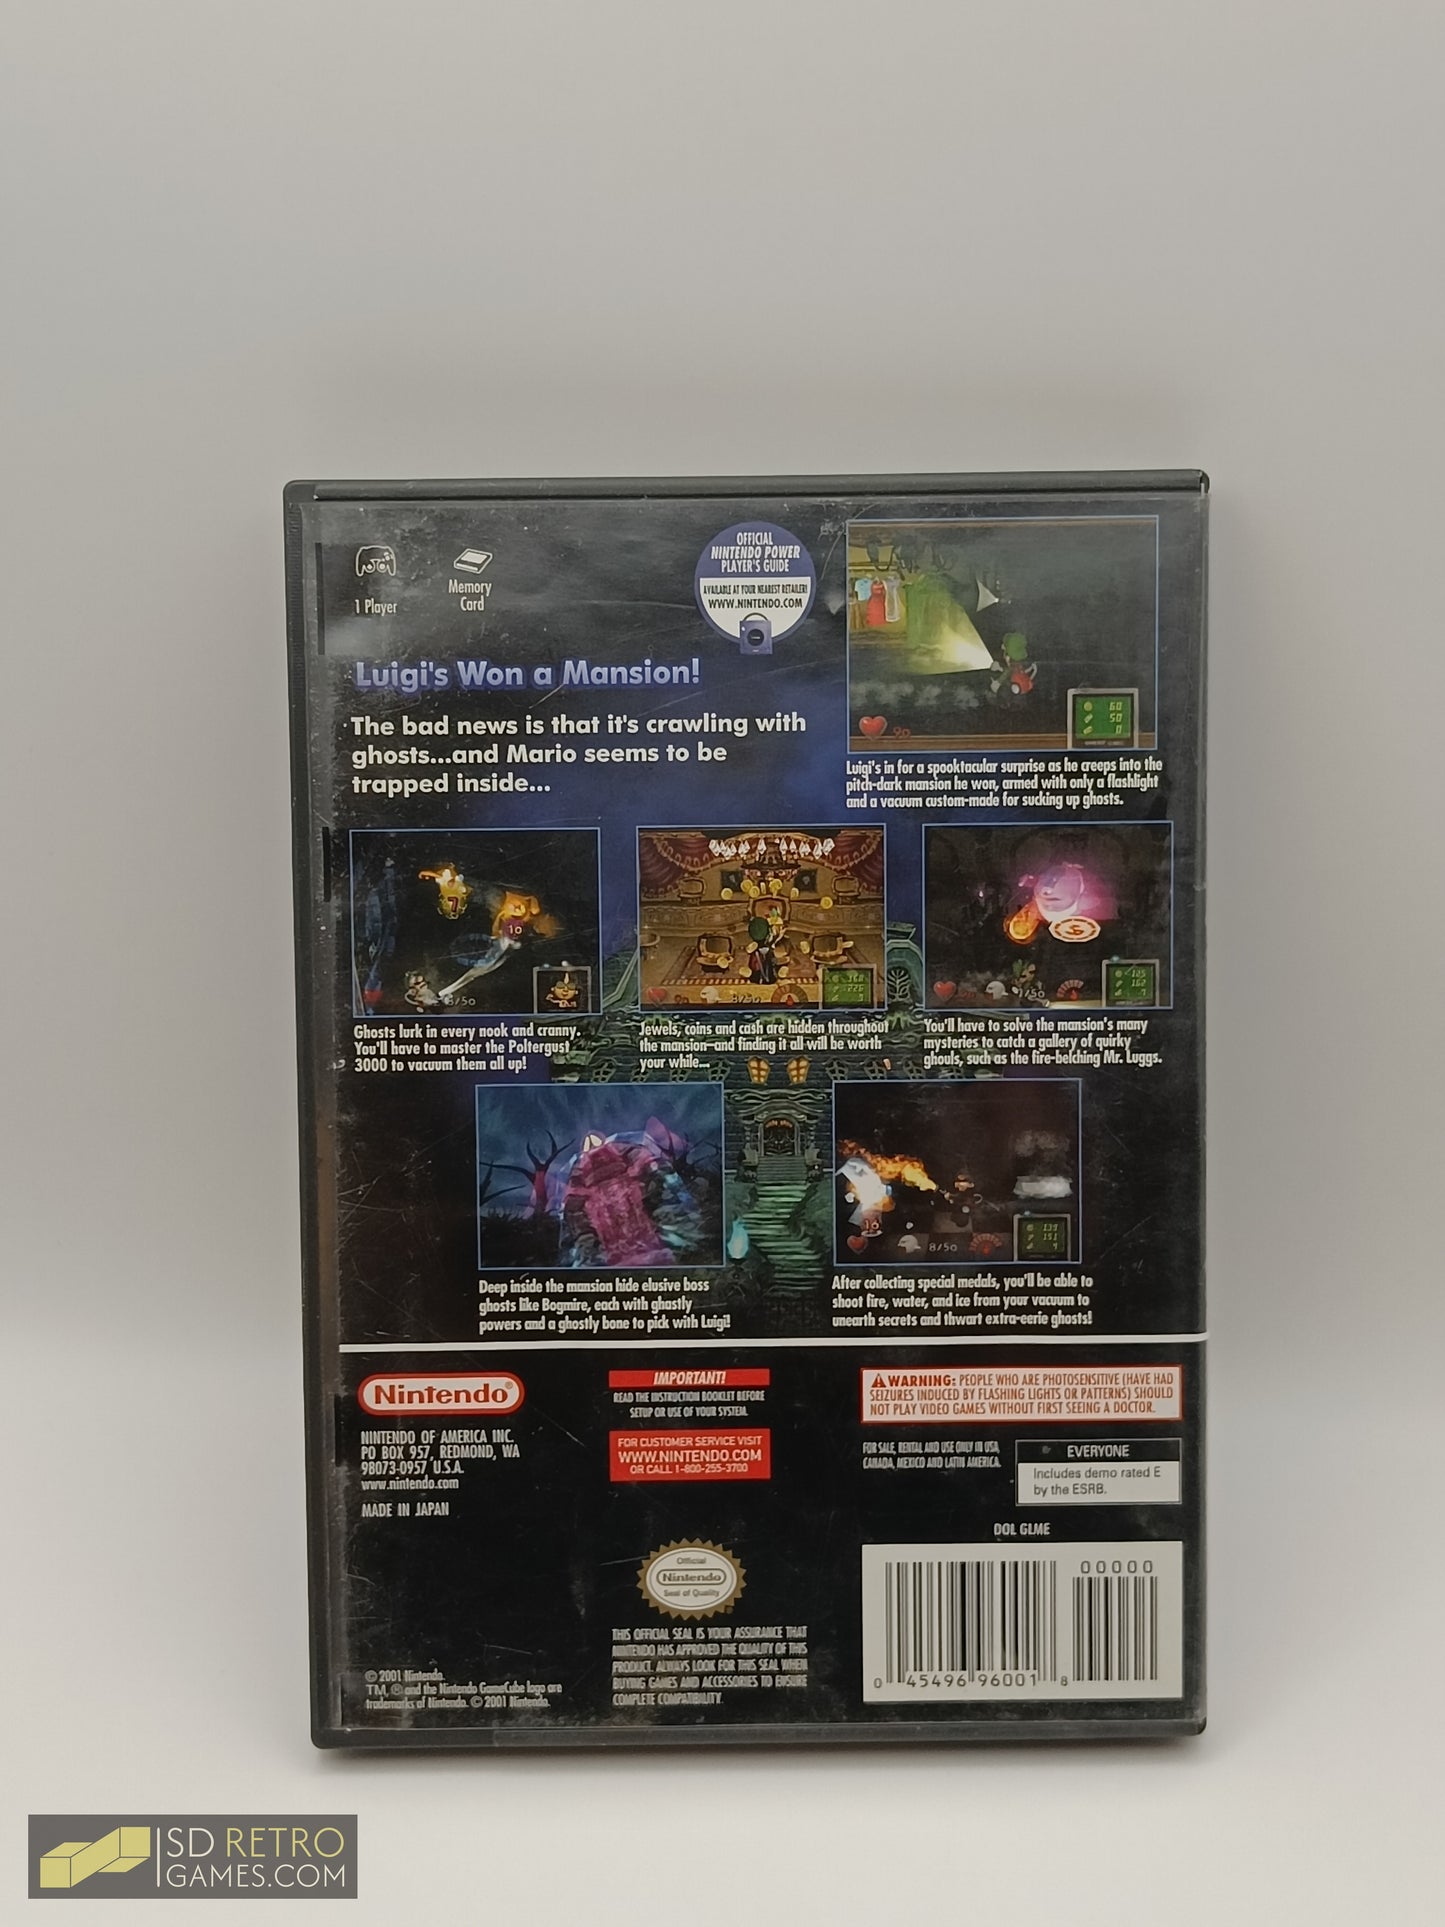 1 Player
Memory
Card
OFFICIAL
NINTENDO POWER
PLAYER'S GUIDE
AVAILABLE AT YOUR NEAREST RETAILER!
WWW.NINTENDO.COM
Luigi's Won a Mansion!
The bad news is that it's crawling with
ghosts...and Mario seems to be
trapped inside...
60
50
0
90
Luigi's in for a spooktacular surprise as he creeps into the
pitch-dark mansion he won, armed with only a flashlight
and a vacuum custom-made for sucking up ghosts.
7
10
Ghosts lurk in every nook and cranny.
You'll have to master the Poltergust
3000 to vacuum them all up!
Jewels, coins and cash are hidden throughout
the mansion—and finding it all will be worth
your while...
You'll have to solve the mansion's many
mysteries to catch a gallery of quirky
ghouls, such as the fire-belching Mr. Luggs.
Deep inside the mansion hide elusive boss
ghosts like Bogmire, each with ghastly
powers and a ghostly bone to pick with Luigi!
16
8/50
139
151
After collecting special medals, you'll be able to
shoot fire, water, and ice from your vacuum to
unearth secrets and thwart extra-eerie ghosts!
Nintendo®
NINTENDO OF AMERICA INC.
PO BOX 957, REDMOND, WA
98073-0957 U.S.A.
www.nintendo.com
MADE IN JAPAN
IMPORTANT!
READ THE INSTRUCTION BOOKLET BEFORE
SETUP OR USE OF YOUR SYSTEM.
FOR CUSTOMER SERVICE VISIT
WWW.NINTENDO.COM
OR CALL 1-800-255-3700
WARNING: PEOPLE WHO ARE PHOTOSENSITIVE (HAVE HAD
SEIZURES INDUCED BY FLASHING LIGHTS OR PATTERNS) SHOULD
NOT PLAY VIDEO GAMES WITHOUT FIRST SEEING A DOCTOR.
FOR SALE, RENTAL AND USE ONLY IN USA,
CANADA, MEXICO AND LATIN AMERICA.
EVERYONE
Includes demo rated E
by the ESRB.
DOL GLME
Official
Nintendo
Seal of Quality
THIS OFFICIAL SEAL IS YOUR ASSURANCE THAT
NINTENDO HAS APPROVED THE QUALITY OF THIS
PRODUCT. ALWAYS LOOK FOR THIS SEAL WHEN
BUYING GAMES AND ACCESSORIES TO ENSURE
COMPLETE COMPATIBILITY.
00000
0 45496 96001 8
© 2001 Nintendo.
TM, ® and the Nintendo GameCube logo are
trademarks of Nintendo. © 2001 Nintendo.
SD RETRO
GAMES.COM